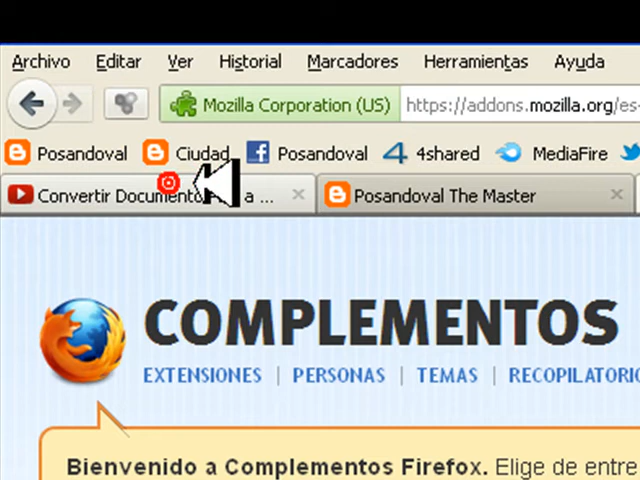 Archivo Editar Ver Historial Marcadores Herramientas Ayuda
Mozilla Corporation (US) https://addons.mozilla.org/es-
Posandoval Ciudad Posandoval 4shared MediaFire
Convertir Documento a ... Posandoval The Master
COMPLEMENTOS
EXTENSIONES | PERSONAS | TEMAS | RECOPILATORIO
Bienvenido a Complementos Firefox. Elige de entre